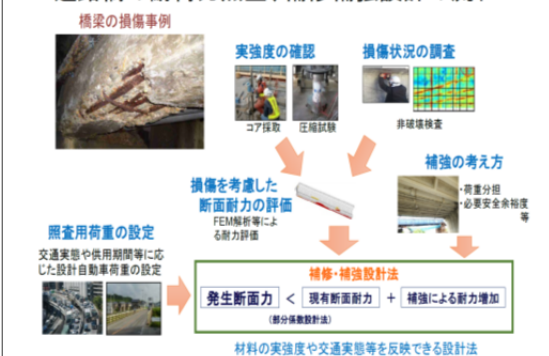 橋梁の損傷事例
実強度の確認
損傷状況の調査
コア採取
圧縮試験
非破壊検査
補強の考え方
・荷重分担
・必要安全余裕度
等
損傷を考慮した
断面耐力の評価
FEM解析等によ
る耐力評価
照査用荷重の設定
交通実態や供用期間等に応
じた設計自動車荷重の設定
補修・補強設計法
発生断面力 < 現有断面耐力 + 補強による耐力増加
(部分係数設計法)
材料の実強度や交通実態等を反映できる設計法